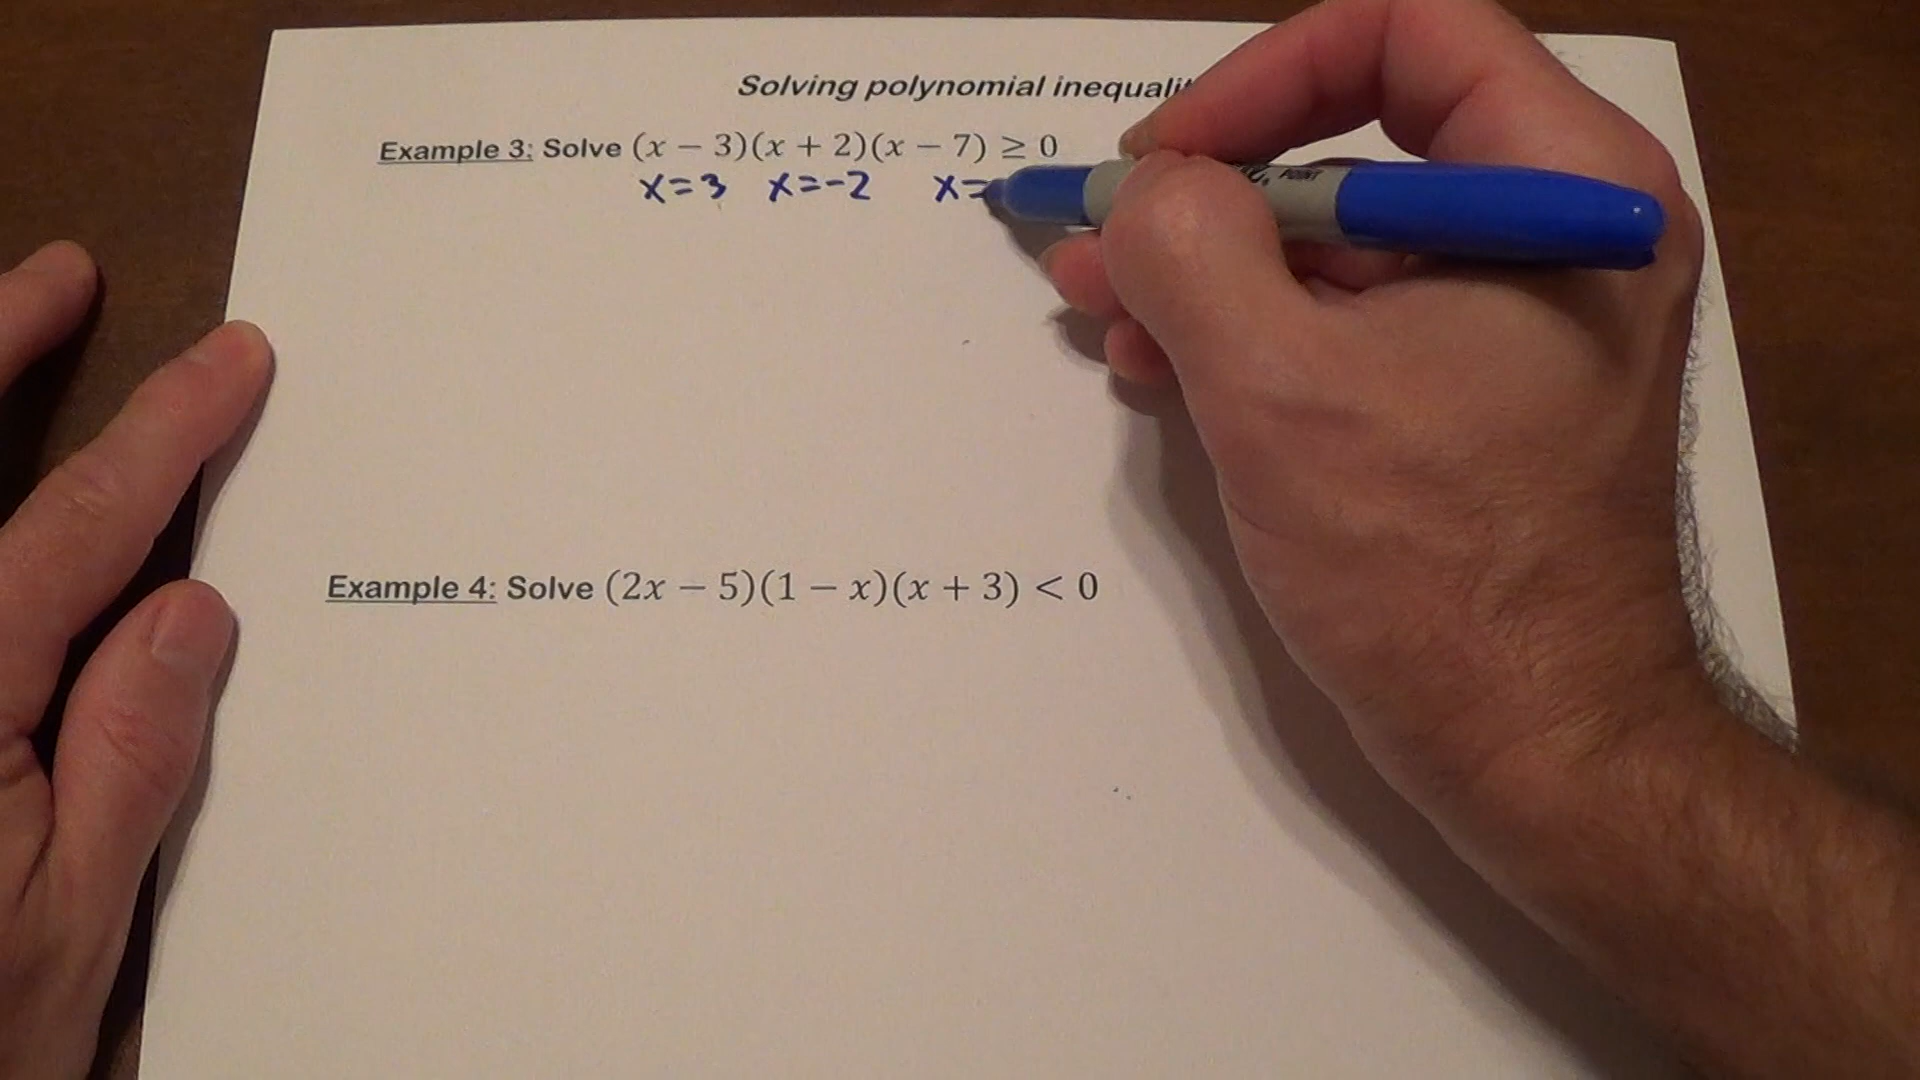 Solving polynomial
Example 3: Solve (x − 3)(x + 2)(x − 7) ≥ 0
x=3 x=-2 x=
POINT
Example 4: Solve (2x − 5)(1 − x)(x + 3) < 0